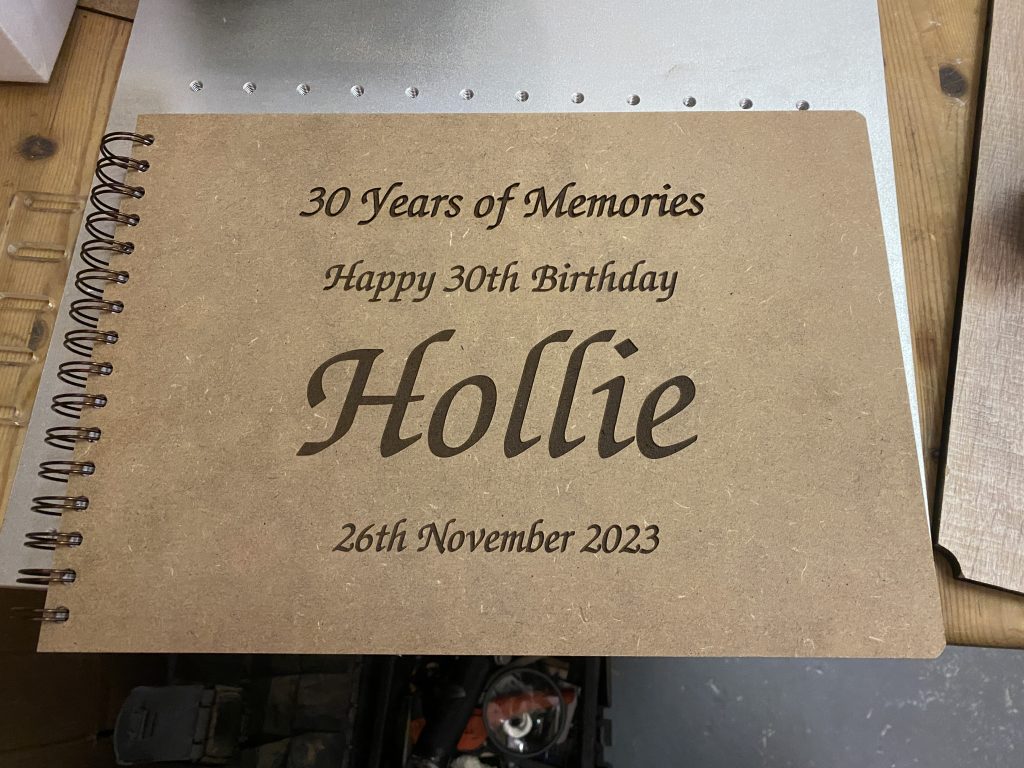 30 Years of Memories
Happy 30th Birthday
Hollie
26th November 2023